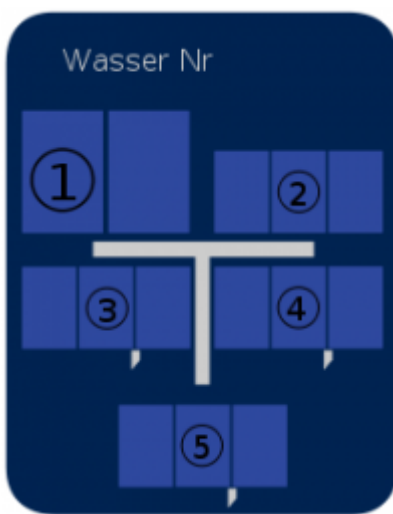 Wasser Nr
① ②
③ ④
⑤